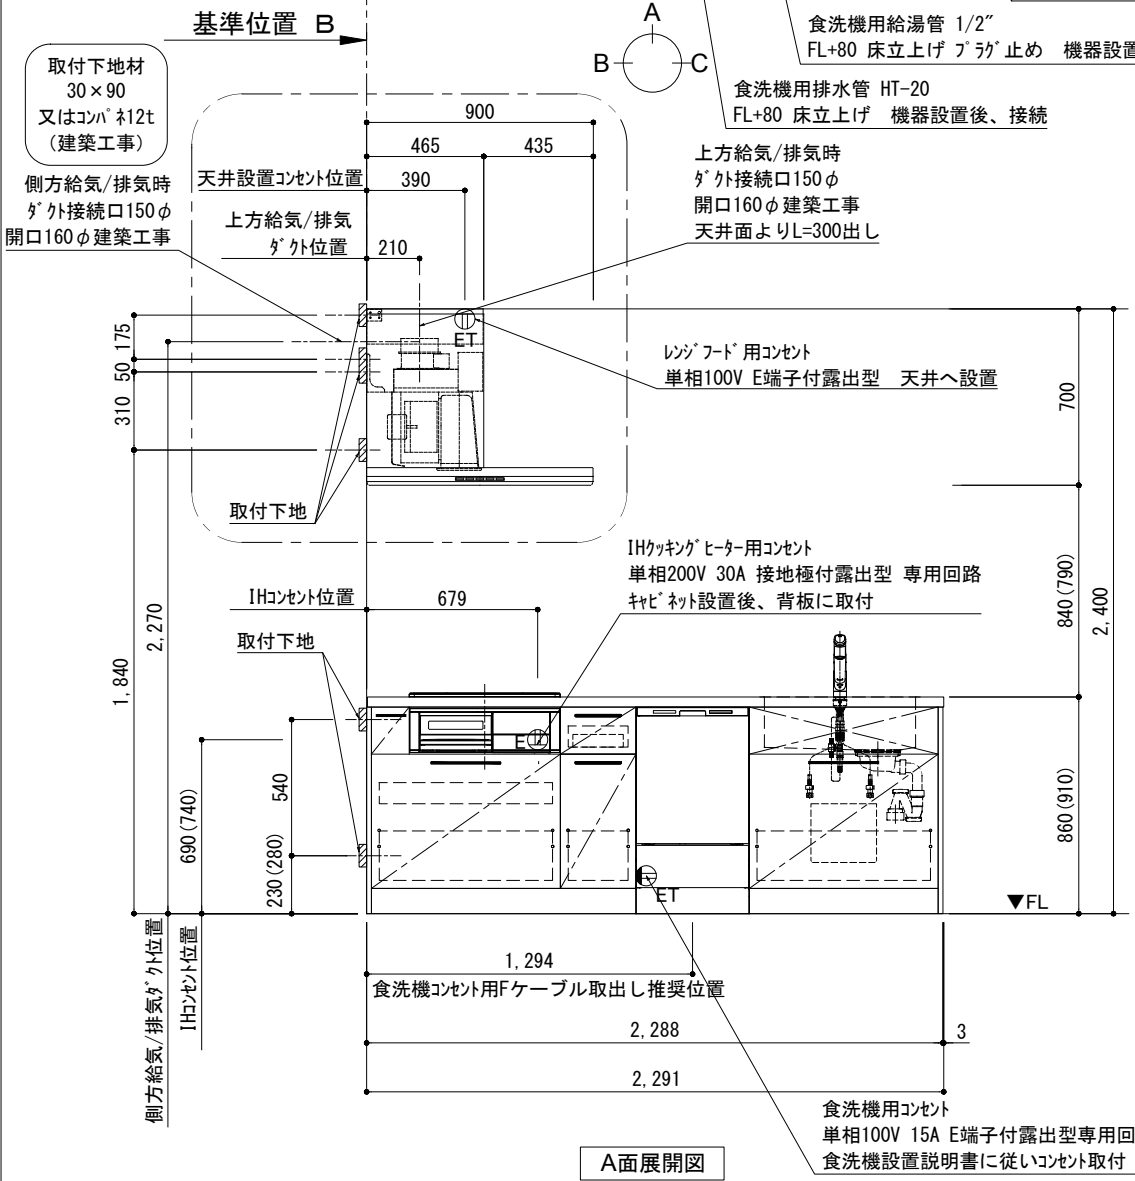 基準位置 B
A
B
C
食洗機用給湯管 1/2″
FL+80 床立上げ プラグ止め 機器設置
食洗機用排水管 HT-20
FL+80 床立上げ 機器設置後、接続
取付下地材
30×90
又はコンパネ12t
(建築工事)
側方給気/排気時
ダクト接続口150φ
開口160φ建築工事
900
465
435
天井設置コンセント位置
390
上方給気/排気
ダクト位置
210
上方給気/排気時
ダクト接続口150φ
開口160φ建築工事
天井面よりL=300出し
ET
レンジフード用コンセント
単相100V E端子付露出型 天井へ設置
175
50
310
700
取付下地
IHクッキングヒーター用コンセント
単相200V 30A 接地極付露出型 専用回路
キャビネット設置後、背板に取付
IHコンセント位置
679
取付下地
2,270
1,840
840(790)
2,400
E
540
690(740)
230(280)
860(910)
ET
▼FL
側方給気/排気ダクト位置
IHコンセント位置
1,294
食洗機コンセント用Fケーブル取出し推奨位置
2,288
3
2,291
食洗機用コンセント
単相100V 15A E端子付露出型専用回
食洗機設置説明書に従いコンセント取付
A面展開図